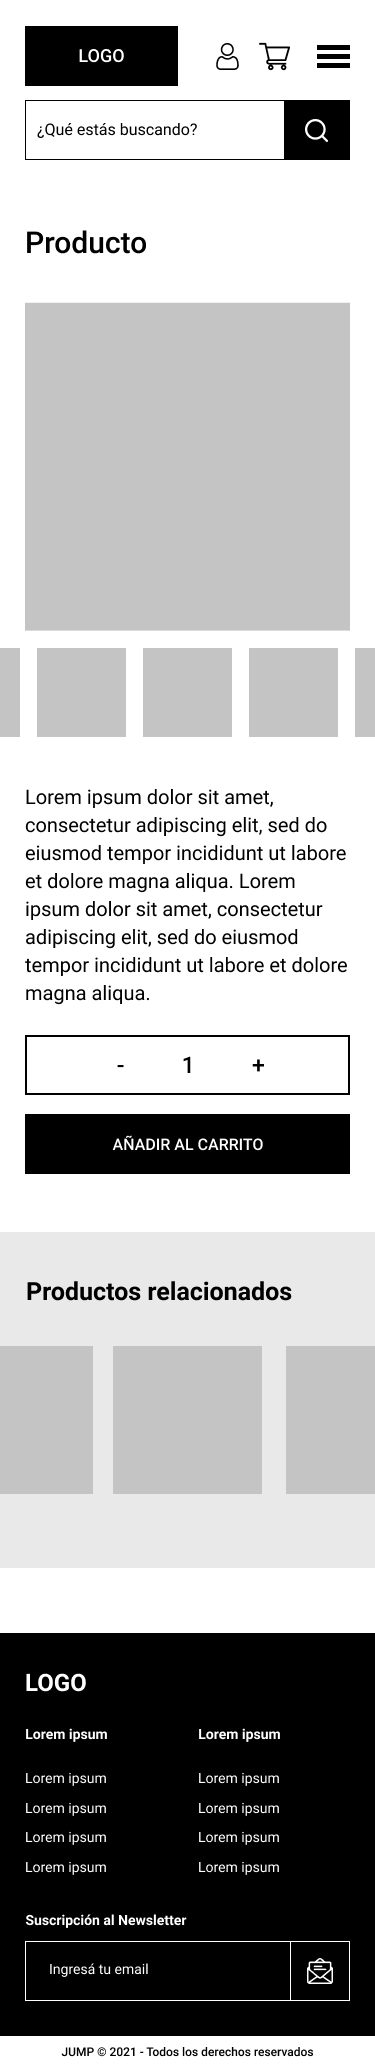 LOGO
¿Qué estás buscando?
Producto
Lorem ipsum dolor sit amet,
consectetur adipiscing elit, sed do
eiusmod tempor incididunt ut labore
et dolore magna aliqua. Lorem
ipsum dolor sit amet, consectetur
adipiscing elit, sed do eiusmod
tempor incididunt ut labore et dolore
magna aliqua.
- 1 +
AÑADIR AL CARRITO
Productos relacionados
LOGO
Lorem ipsum Lorem ipsum
Lorem ipsum Lorem ipsum
Lorem ipsum Lorem ipsum
Lorem ipsum Lorem ipsum
Lorem ipsum Lorem ipsum
Suscripción al Newsletter
Ingresá tu email
JUMP © 2021 - Todos los derechos reservados